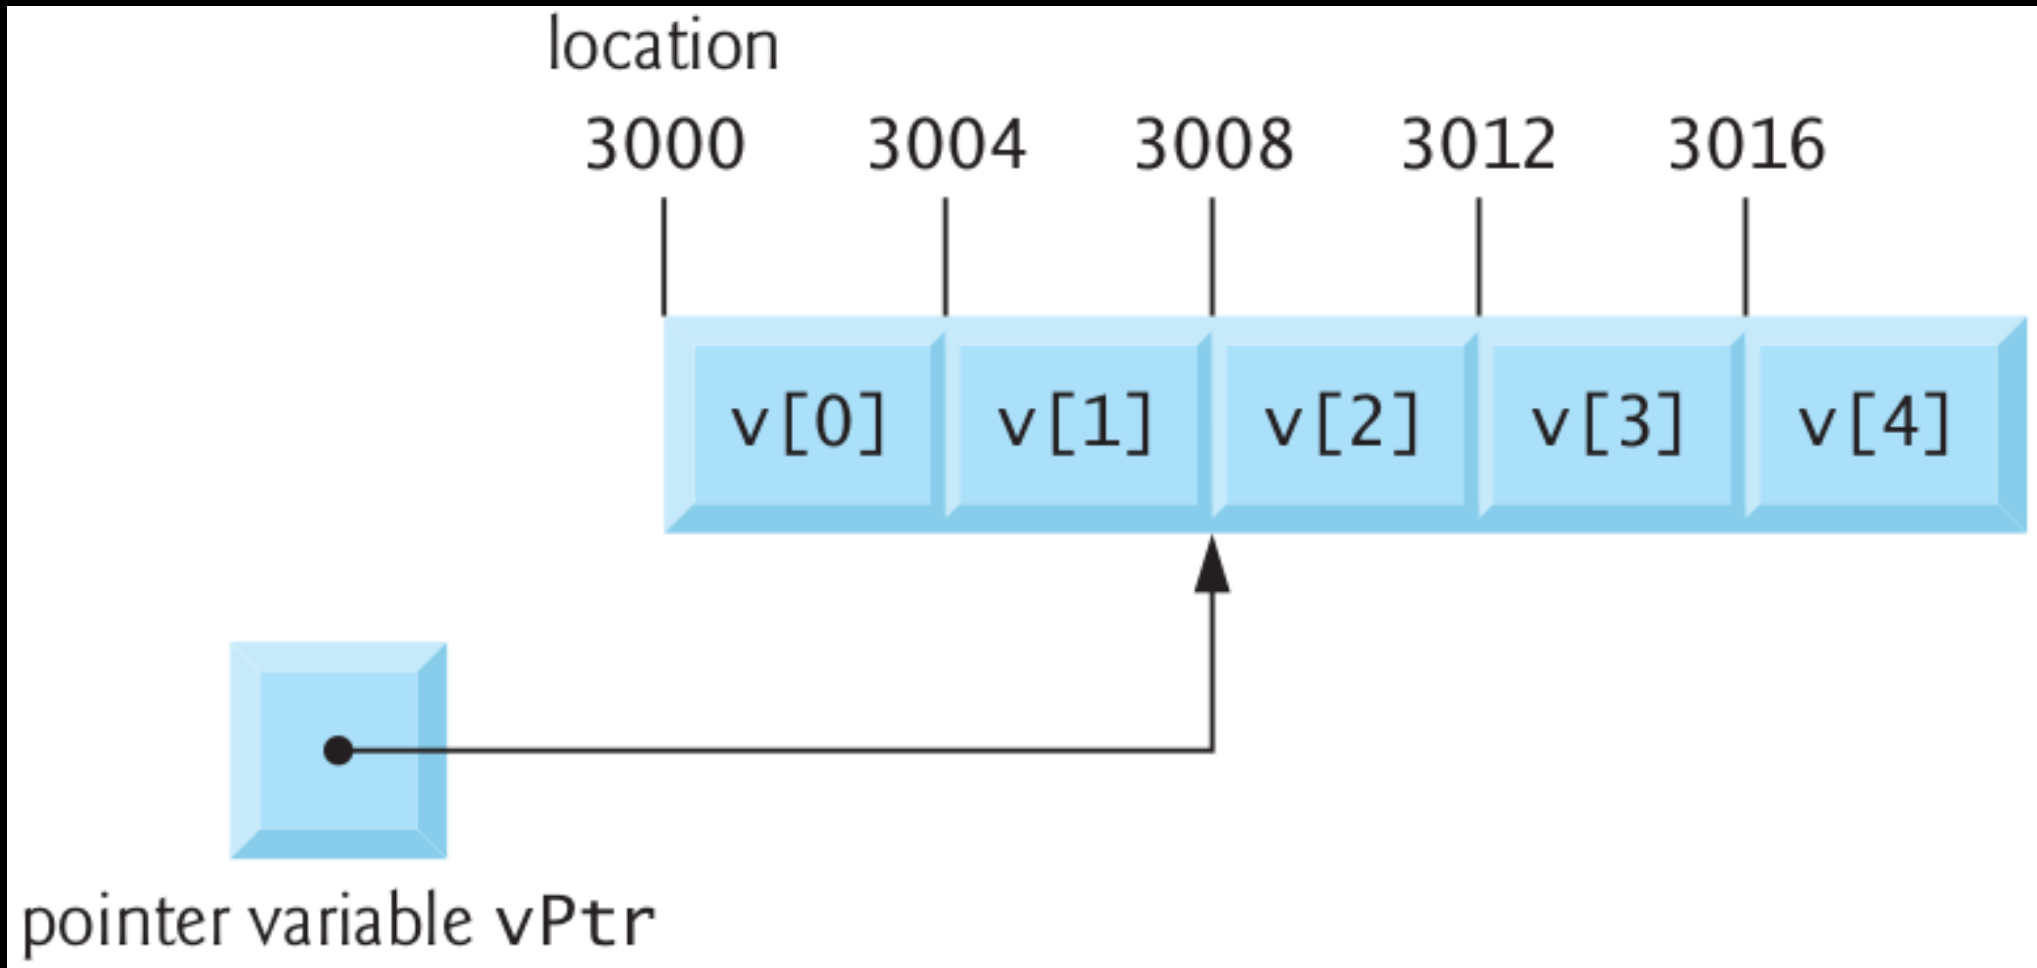 location
3000 3004 3008 3012 3016
v[0] v[1] v[2] v[3] v[4]
pointer variable vPtr